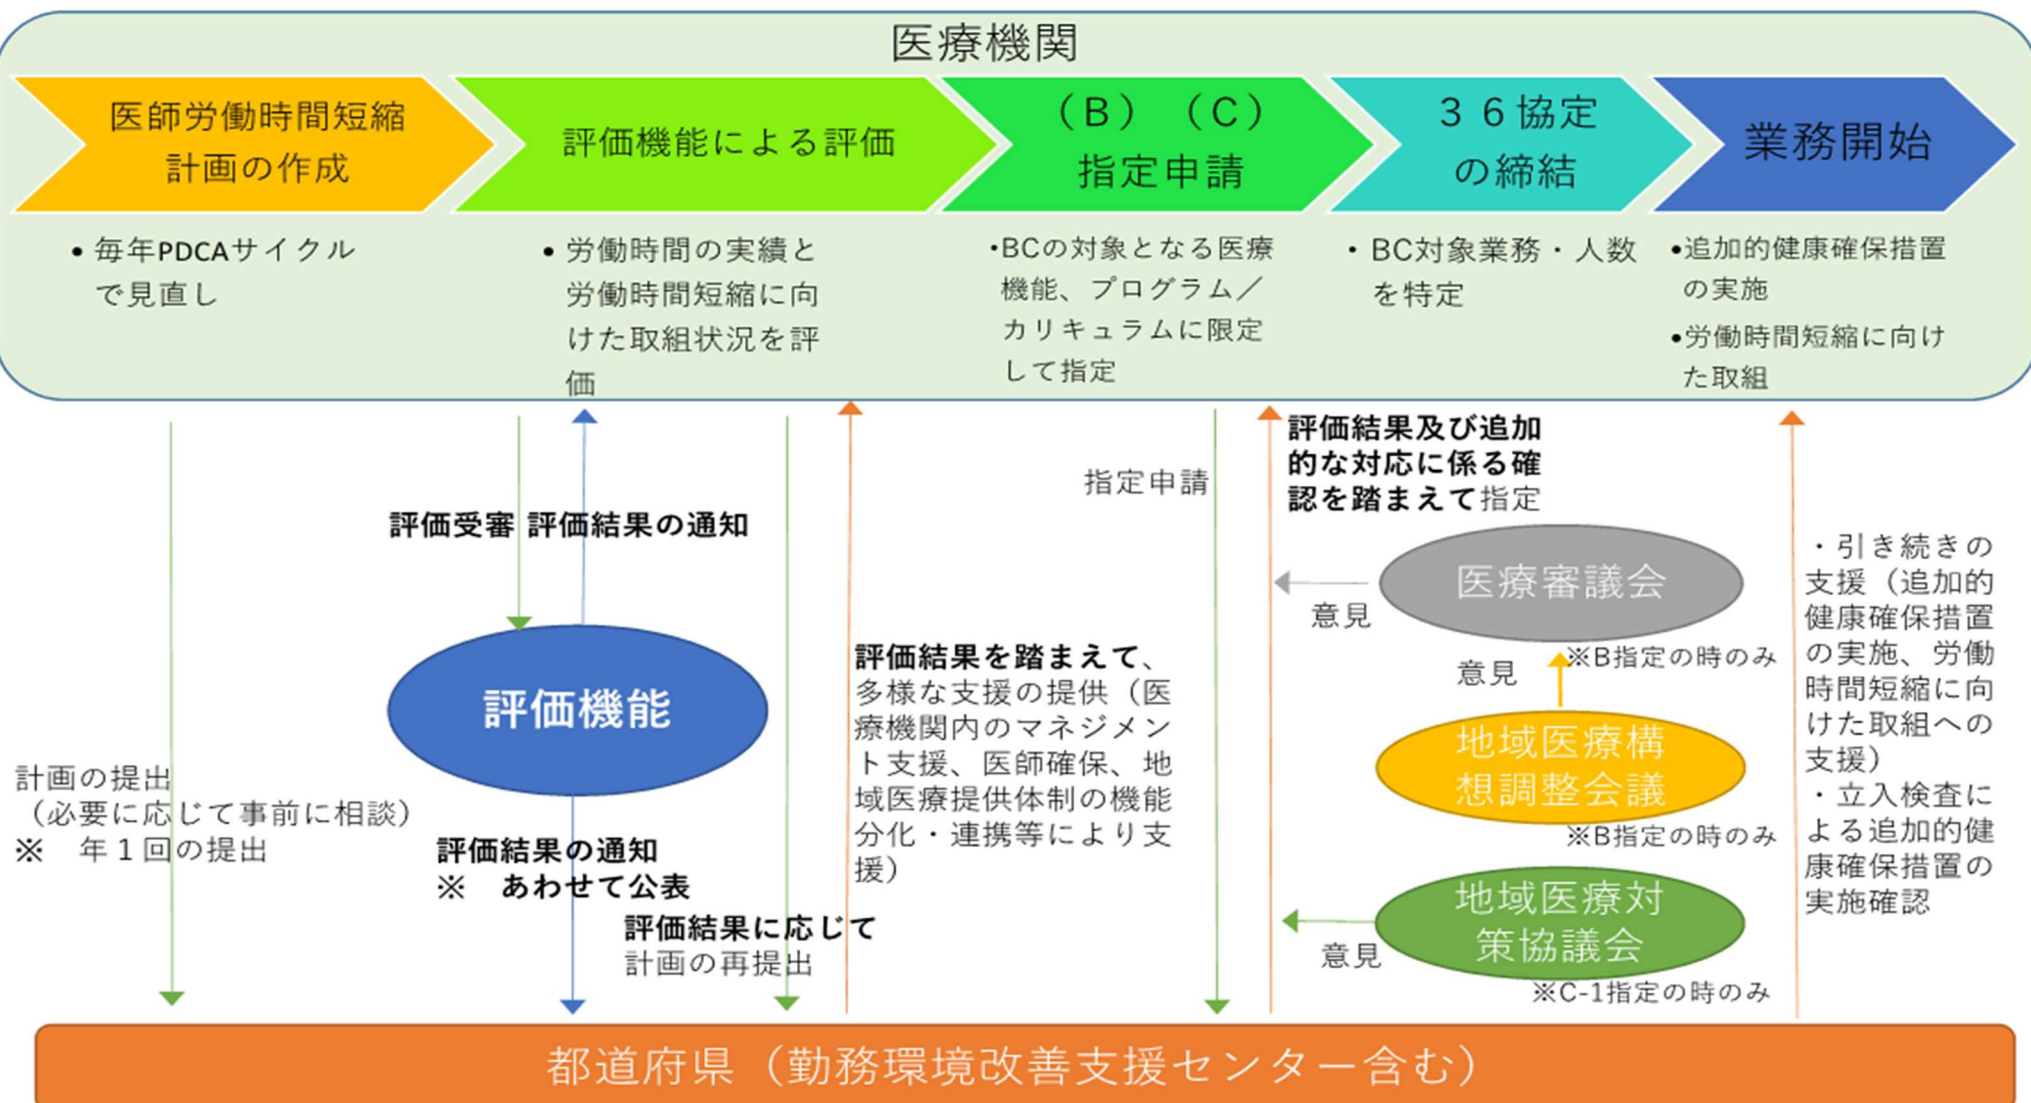 医療機関
医師労働時間短縮
計画の作成
評価機能による評価
（B）（C）
指定申請
３６協定
の締結
業務開始
• 毎年PDCAサイクル
で見直し
• 労働時間の実績と
労働時間短縮に向
けた取組状況を評
価
•BCの対象となる医療
機能、プログラム／
カリキュラムに限定
して指定
・BC対象業務・人数
を特定
•追加的健康確保措置
の実施
•労働時間短縮に向け
た取組
計画の提出
（必要に応じて事前に相談）
※　年１回の提出
評価受審 評価結果の通知
評価機能
評価結果の通知
※　あわせて公表
評価結果に応じて
計画の再提出
評価結果を踏まえて、
多様な支援の提供（医
療機関内のマネジメン
ト支援、医師確保、地
域医療提供体制の機能
分化・連携等により支
援）
指定申請
評価結果及び追加
的な対応に係る確
認を踏まえて指定
医療審議会
意見
※B指定の時のみ
意見
地域医療構
想調整会議
※B指定の時のみ
地域医療対
策協議会
意見
※C-1指定の時のみ
・引き続きの
支援（追加的
健康確保措置
の実施、労働
時間短縮に向
けた取組への
支援）
・立入検査に
よる追加的健
康確保措置の
実施確認
都道府県（勤務環境改善支援センター含む）